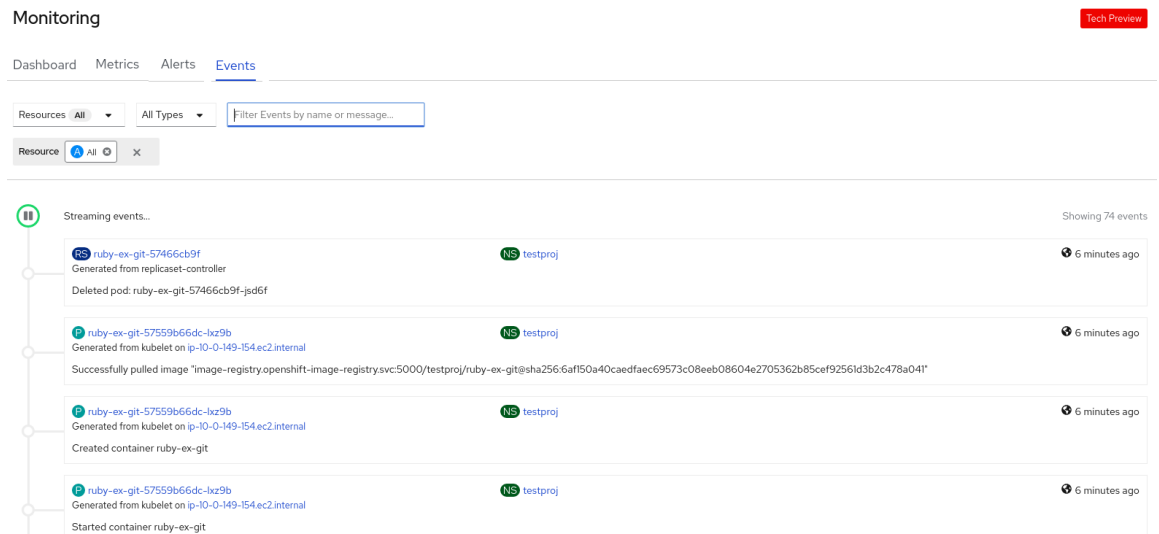 Monitoring
Tech Preview
Dashboard Metrics Alerts Events
Resources All All Types Filter Events by name or message...
Resource A All
Streaming events... Showing 74 events
RS ruby-ex-git-57466cb9f NS testproj 6 minutes ago
Generated from replicaset-controller
Deleted pod: ruby-ex-git-57466cb9f-jsd6f
P ruby-ex-git-57559b66dc-lxz9b NS testproj 6 minutes ago
Generated from kubelet on ip-10-0-149-154.ec2.internal
Successfully pulled image "image-registry.openshift-image-registry.svc:5000/testproj/ruby-ex-git@sha256:6af150a40caedfaec69573c08eeb08604e2705362b85cef92561d3b2c478a041"
P ruby-ex-git-57559b66dc-lxz9b NS testproj 6 minutes ago
Generated from kubelet on ip-10-0-149-154.ec2.internal
Created container ruby-ex-git
P ruby-ex-git-57559b66dc-lxz9b NS testproj 6 minutes ago
Generated from kubelet on ip-10-0-149-154.ec2.internal
Started container ruby-ex-git